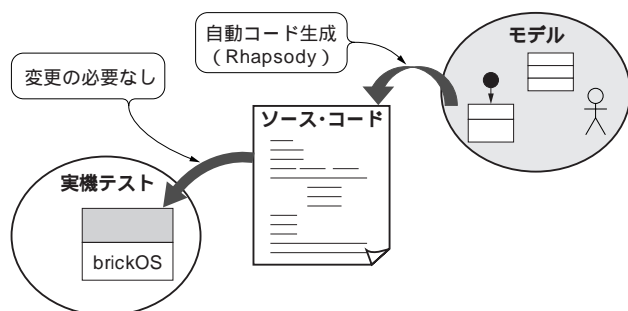 自動コード生成
（Rhapsody）
モデル
変更の必要なし
ソース・コード
実機テスト
brickOS